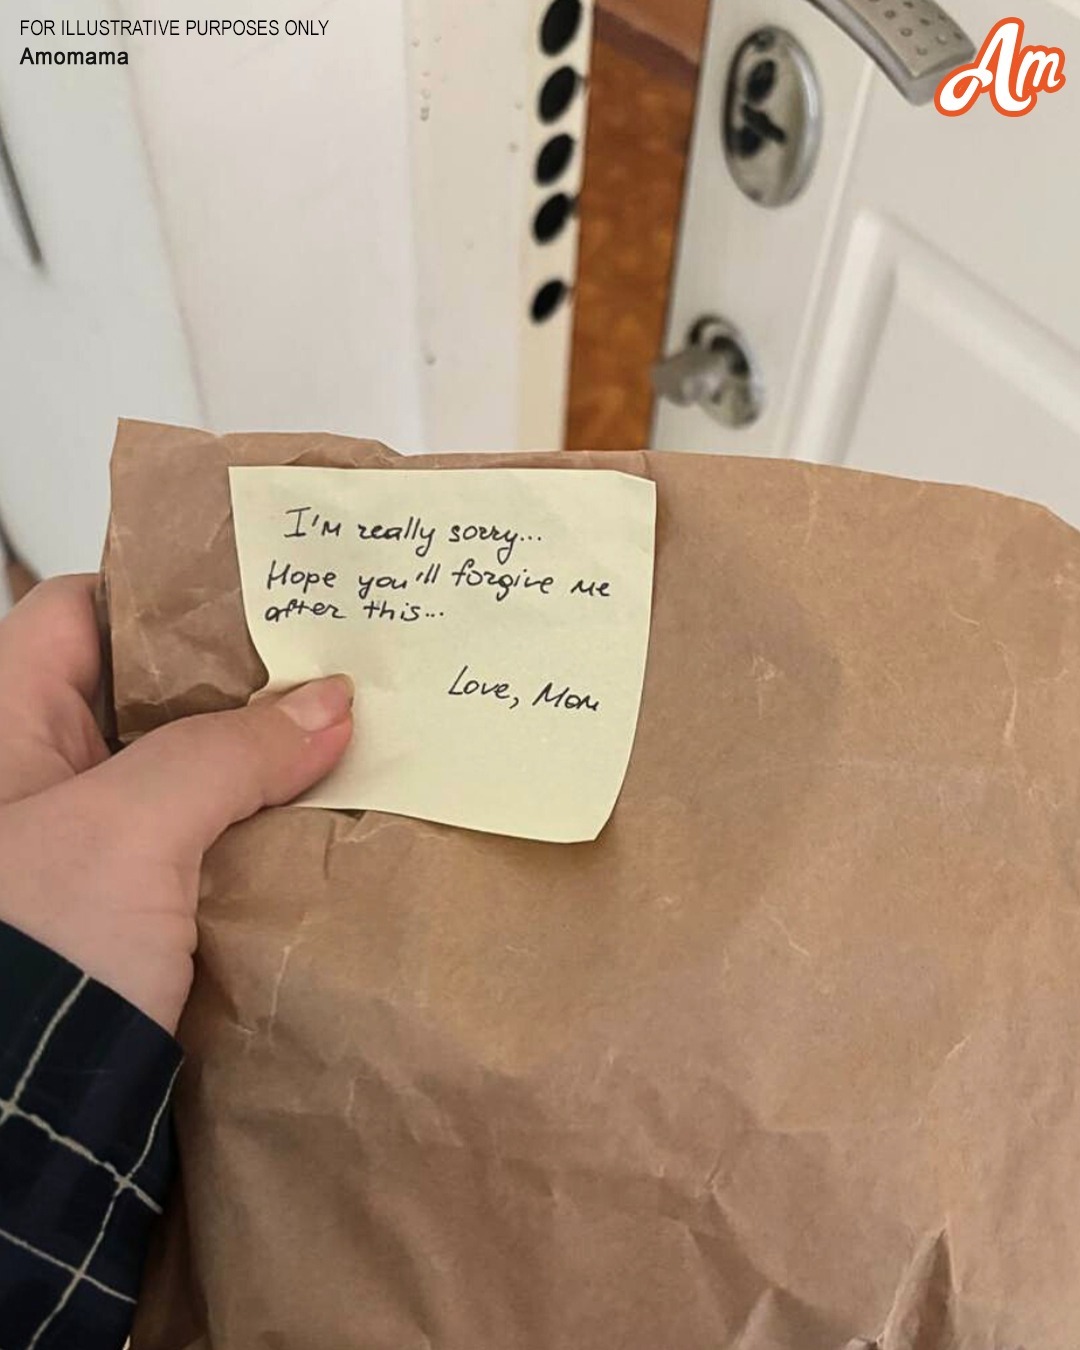 FOR ILLUSTRATIVE PURPOSES ONLY
Amomama
Am
I'm really sorry...
Hope you'll forgive me
after this...
Love, Mom